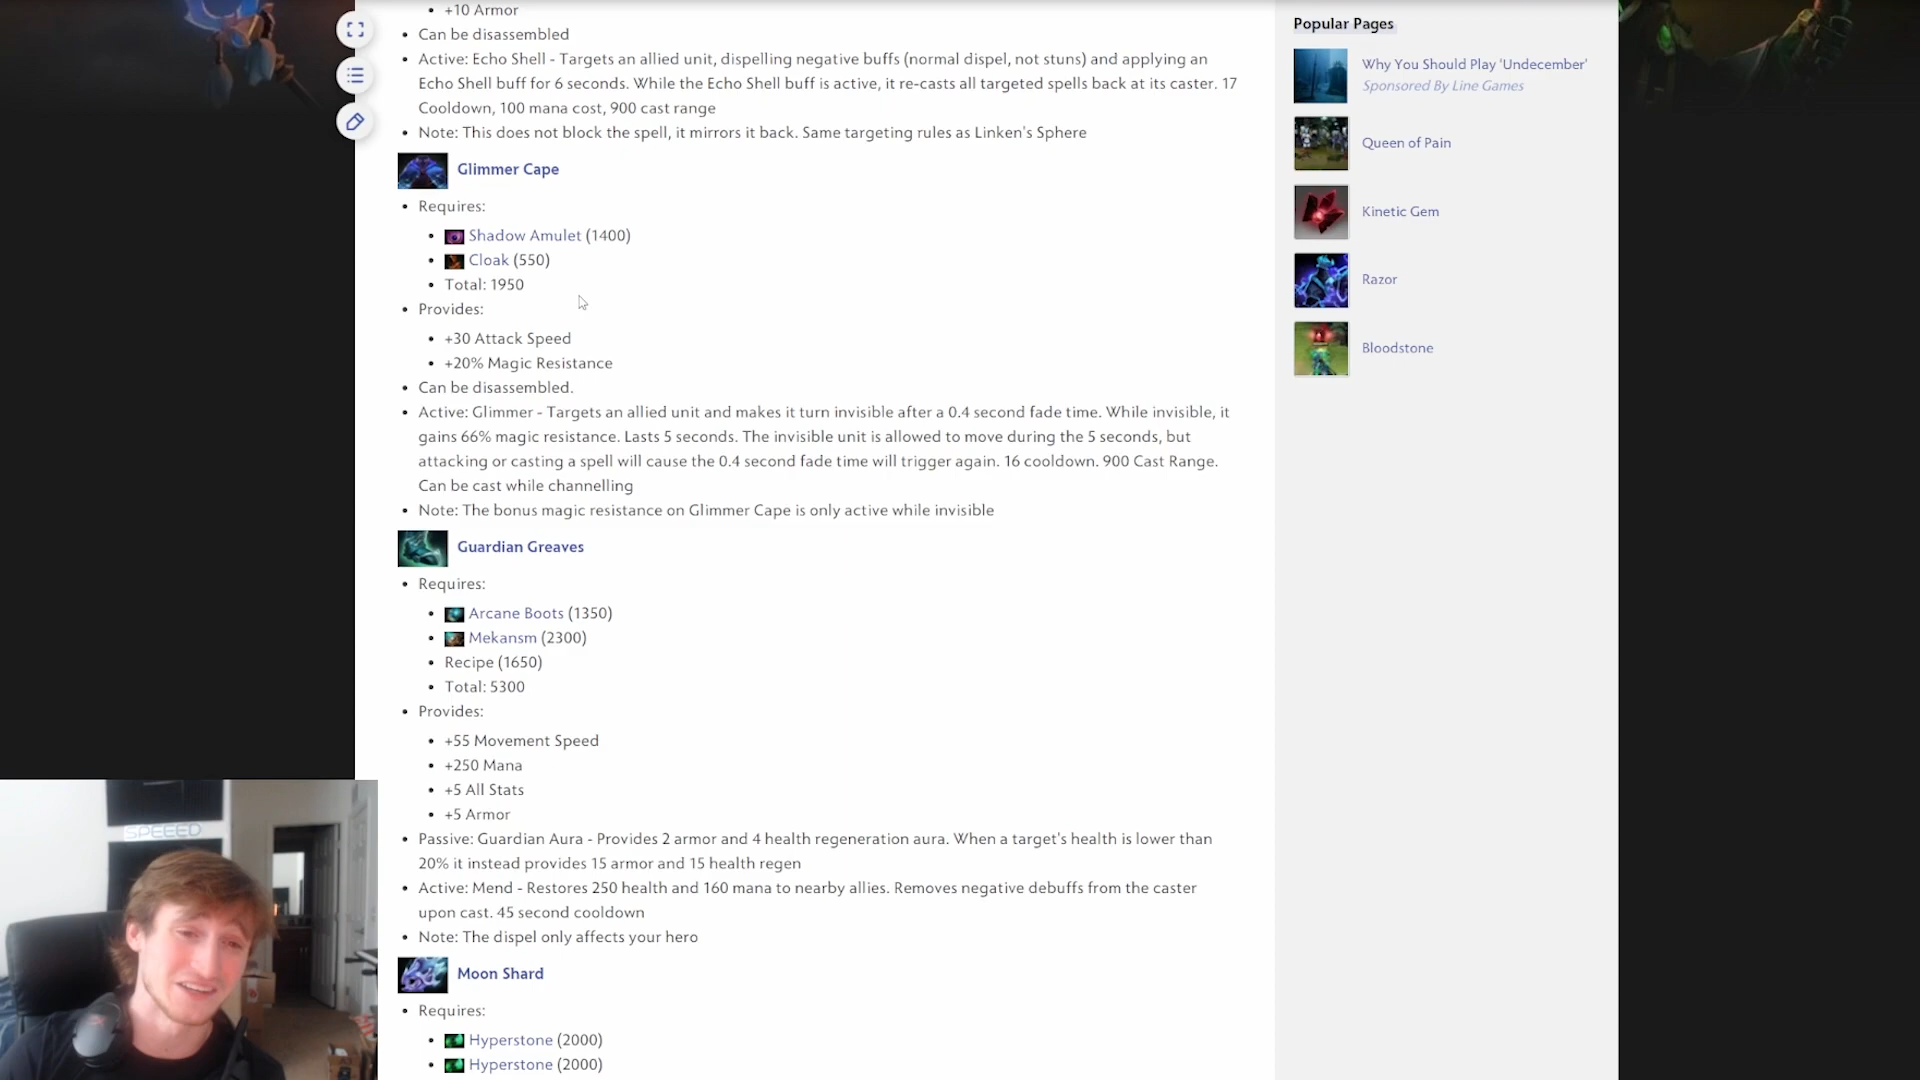 +10 Armor
Can be disassembled
Active: Echo Shell - Targets an allied unit, dispelling negative buffs (normal dispel, not stuns) and applying an
Echo Shell buff for 6 seconds. While the Echo Shell buff is active, it re-casts all targeted spells back at its caster. 17
Cooldown, 100 mana cost, 900 cast range
Note: This does not block the spell, it mirrors it back. Same targeting rules as Linken's Sphere
Glimmer Cape
Requires:
Shadow Amulet (1400)
Cloak (550)
Total: 1950
Provides:
+30 Attack Speed
+20% Magic Resistance
Can be disassembled.
Active: Glimmer - Targets an allied unit and makes it turn invisible after a 0.4 second fade time. While invisible, it
gains 66% magic resistance. Lasts 5 seconds. The invisible unit is allowed to move during the 5 seconds, but
attacking or casting a spell will cause the 0.4 second fade time will trigger again. 16 cooldown. 900 Cast Range.
Can be cast while channelling
Note: The bonus magic resistance on Glimmer Cape is only active while invisible
Guardian Greaves
Requires:
Arcane Boots (1350)
Mekansm (2300)
Recipe (1650)
Total: 5300
Provides:
+55 Movement Speed
+250 Mana
+5 All Stats
+5 Armor
Passive: Guardian Aura - Provides 2 armor and 4 health regeneration aura. When a target's health is lower than
20% it instead provides 15 armor and 15 health regen
Active: Mend - Restores 250 health and 160 mana to nearby allies. Removes negative debuffs from the caster
upon cast. 45 second cooldown
Note: The dispel only affects your hero
Moon Shard
Requires:
Hyperstone (2000)
Hyperstone (2000)
Popular Pages
Why You Should Play 'Undecember'
Sponsored By Line Games
Queen of Pain
Kinetic Gem
Razor
Bloodstone
SPEEED